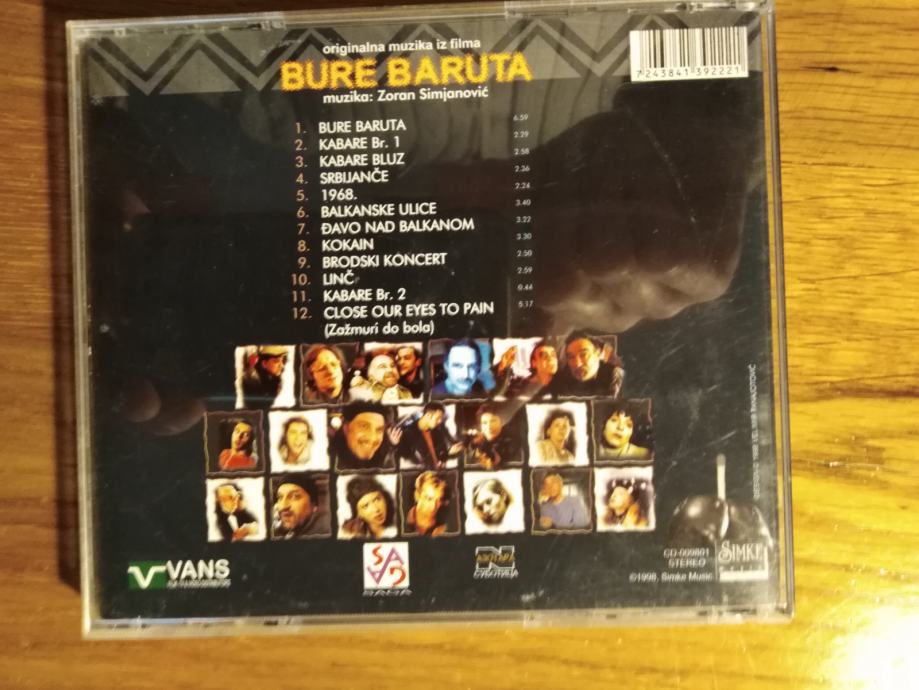 originalna muzika iz filma
BURE BARUTA
muzika: Zoran Simjanović
7 243841 392221
1. BURE BARUTA 6.59
2. KABARE Br. 1 2.29
3. KABARE BLUZ 2.58
4. SRBIJANČE 2.36
5. 1968. 2.24
6. BALKANSKE ULICE 3.40
7. ĐAVO NAD BALKANOM 3.22
8. KOKAIN 3.30
9. BRODSKI KONCERT 2.50
10. LINČ 2.59
11. KABARE Br. 2 0.44
12. CLOSE OUR EYES TO PAIN 5.17
(Zažmuri do bola)
VANS
SAGA
N
СУБОТИЦА
CD-009801
STEREO
©1998, Simke Music
SIMKE